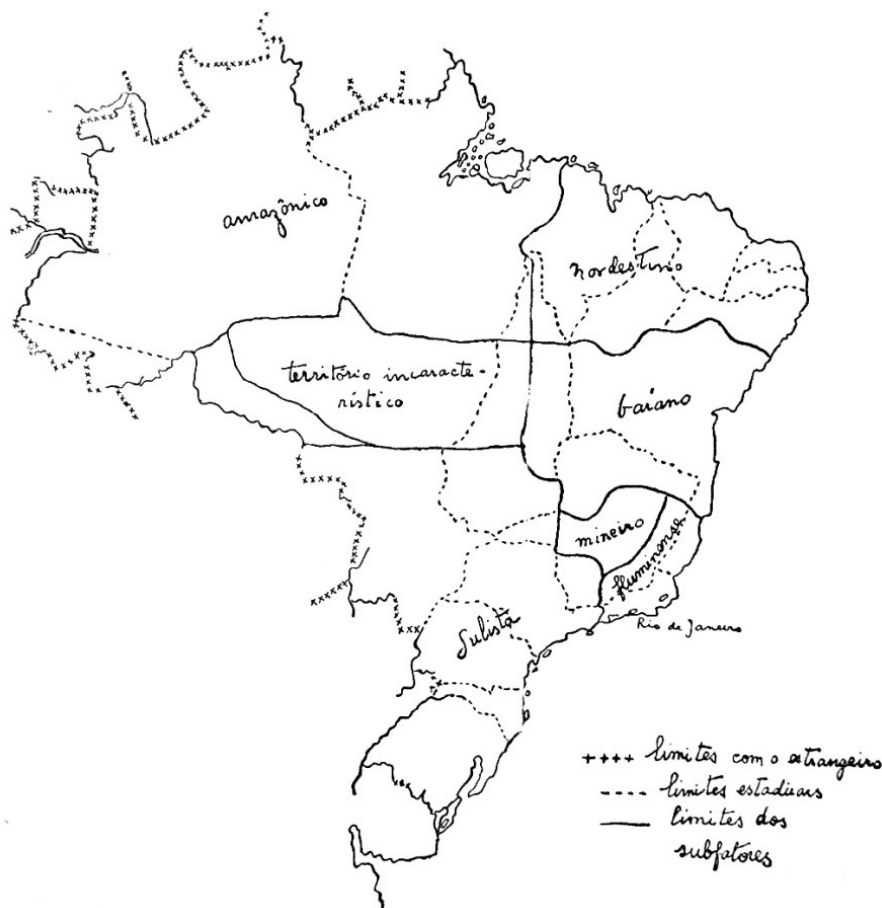 amazônico
nordestino
território incaracte-
rístico
baiano
mineiro
fluminense
Rio de Janeiro
Sulista
++++ limites com o estrangeiro
---- limites estaduais
—— limites dos
subfatores